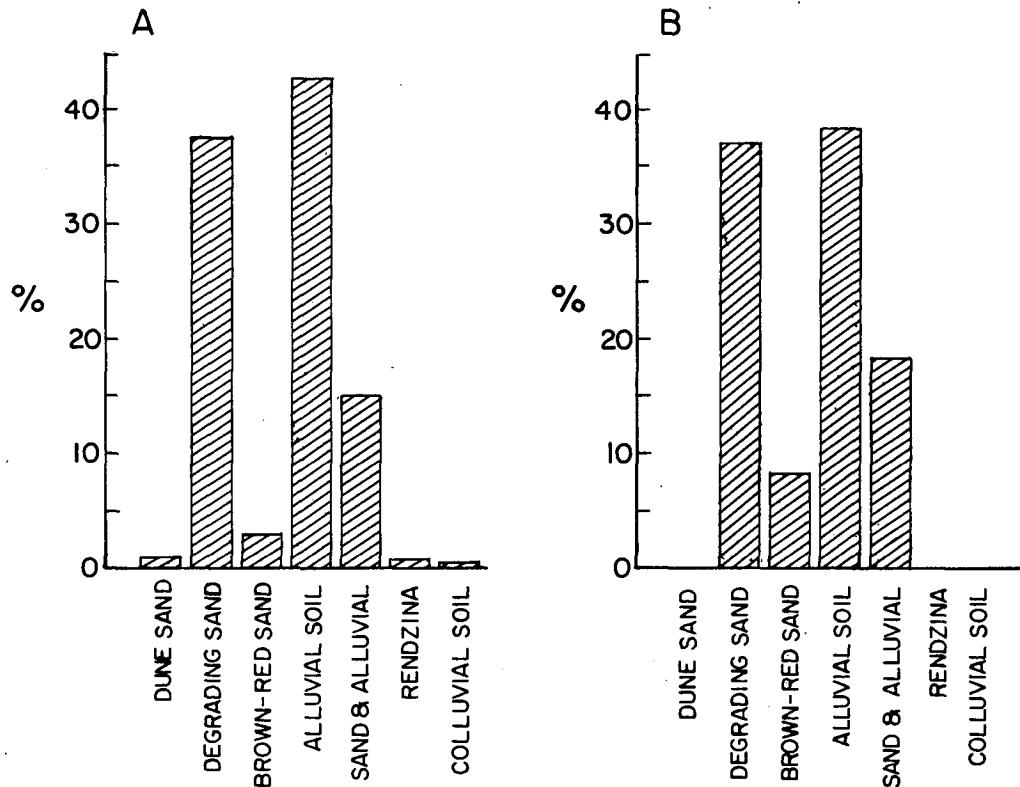 A
%
40
30
20
10
0
DUNE SAND
DEGRADING SAND
BROWN-RED SAND
ALLUVIAL SOIL
SAND & ALLUVIAL
RENDZINA
COLLUVIAL SOIL
B
%
40
30
20
10
0
DUNE SAND
DEGRADING SAND
BROWN-RED SAND
ALLUVIAL SOIL
SAND & ALLUVIAL
RENDZINA
COLLUVIAL SOIL